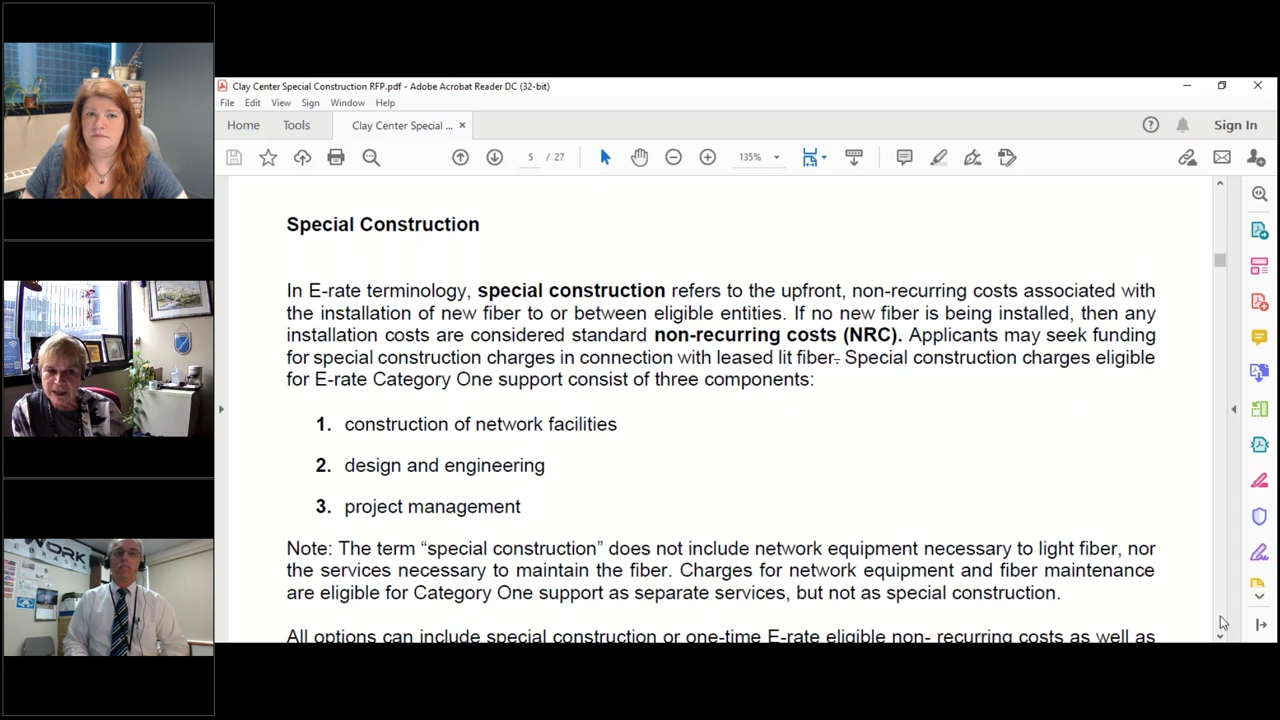 Clay Center Special Construction RFP.pdf - Adobe Acrobat Reader DC (32-bit)
File Edit View Sign Window Help
Home Tools Clay Center Special ... × Sign In
5 / 27 135%
Special Construction
In E-rate terminology, special construction refers to the upfront, non-recurring costs associated with
the installation of new fiber to or between eligible entities. If no new fiber is being installed, then any
installation costs are considered standard non-recurring costs (NRC). Applicants may seek funding
for special construction charges in connection with leased lit fiber. Special construction charges eligible
for E-rate Category One support consist of three components:
1. construction of network facilities
2. design and engineering
3. project management
Note: The term “special construction” does not include network equipment necessary to light fiber, nor
the services necessary to maintain the fiber. Charges for network equipment and fiber maintenance
are eligible for Category One support as separate services, but not as special construction.
All options can include special construction or one-time E-rate eligible non- recurring costs as well as